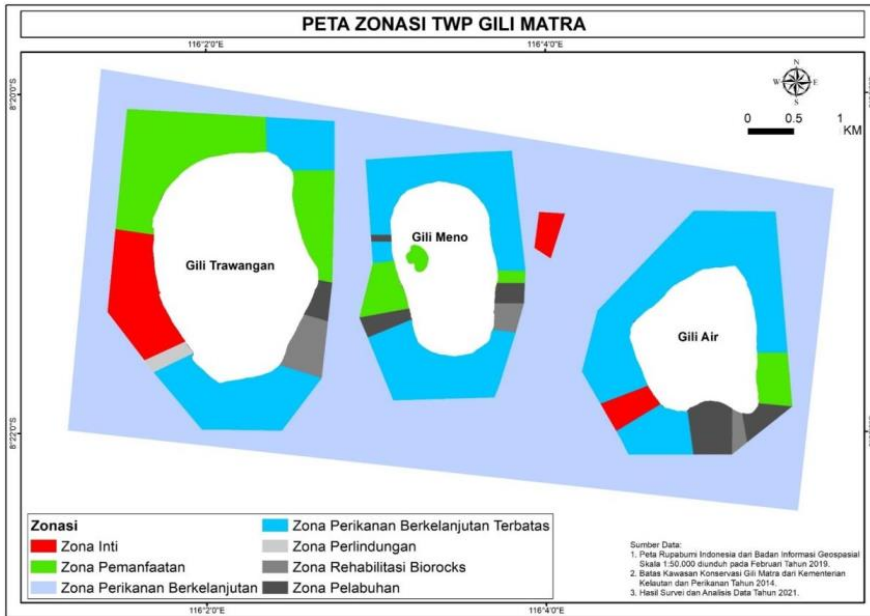 PETA ZONASI TWP GILI MATRA
116°2'0"E
116°4'0"E
8°20'0"S
8°22'0"S
N
W E
S
0 0.5 1
KM
Gili Trawangan
Gili Meno
Gili Air
Zonasi
Zona Inti
Zona Pemanfaatan
Zona Perikanan Berkelanjutan
Zona Perikanan Berkelanjutan Terbatas
Zona Perlindungan
Zona Rehabilitasi Biorocks
Zona Pelabuhan
Sumber Data:
1. Peta Rupabumi Indonesia dari Badan Informasi Geospasial
Skala 1:50.000 diunduh pada Februari Tahun 2019.
2. Batas Kawasan Konservasi Gili Matra dari Kementerian
Kelautan dan Perikanan Tahun 2014.
3. Hasil Survei dan Analisis Data Tahun 2021.
116°2'0"E
116°4'0"E